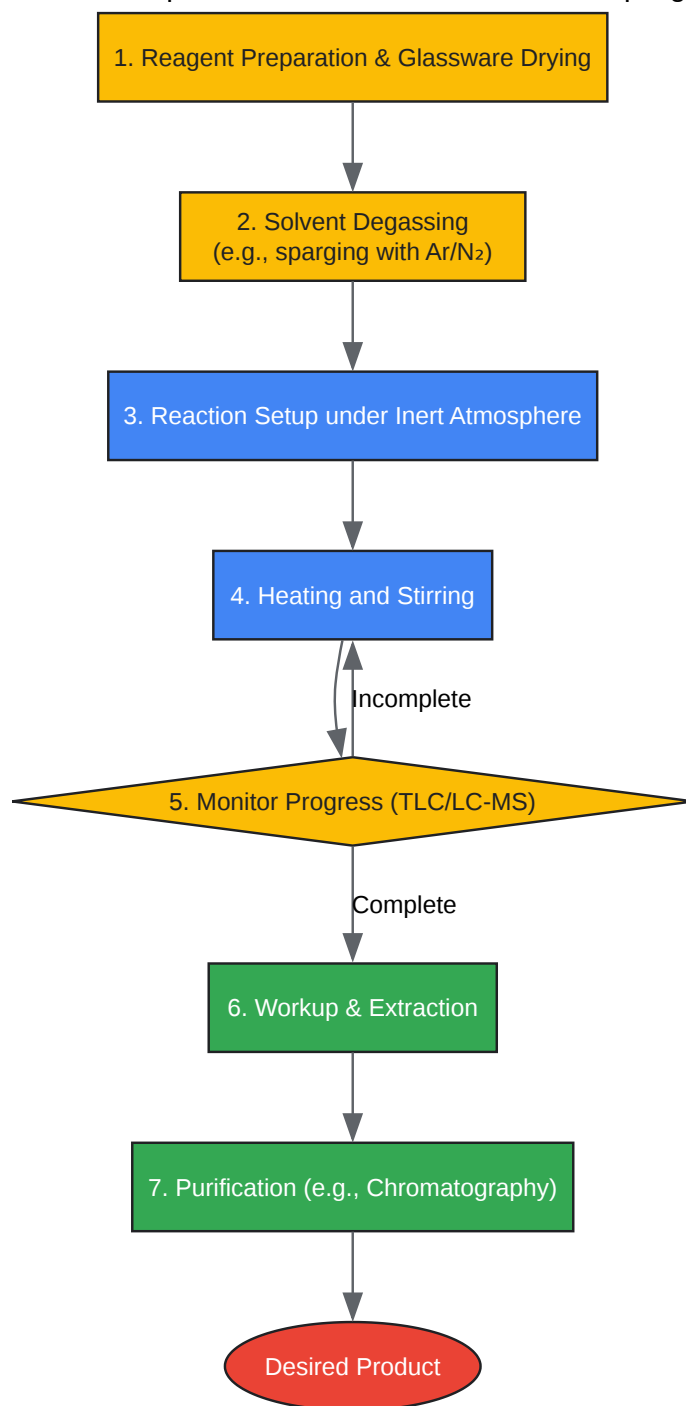 1. Reagent Preparation & Glassware Drying
2. Solvent Degassing
(e.g., sparging with Ar/N₂)
3. Reaction Setup under Inert Atmosphere
4. Heating and Stirring
Incomplete
5. Monitor Progress (TLC/LC-MS)
Complete
6. Workup & Extraction
7. Purification (e.g., Chromatography)
Desired Product